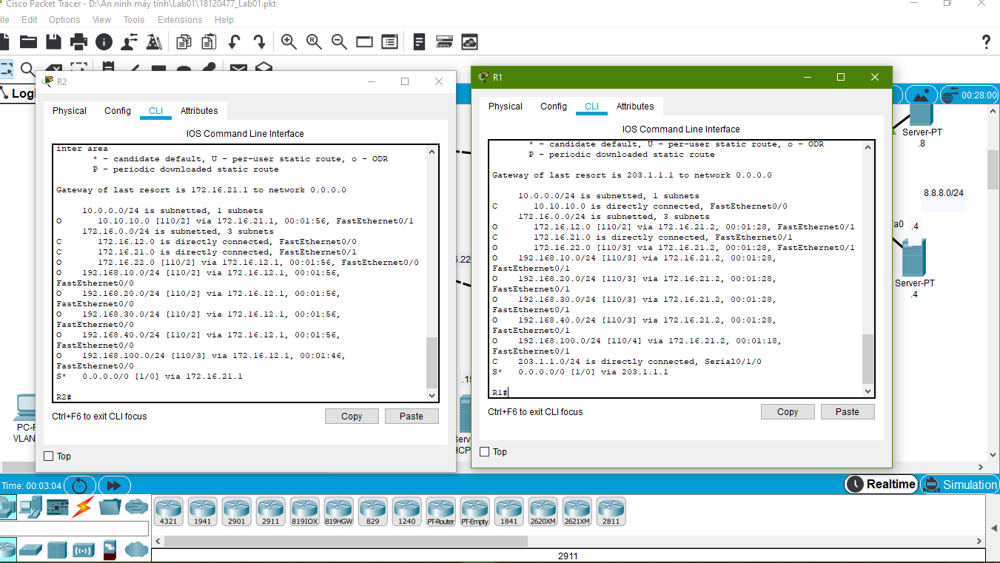 Cisco Packet Tracer - D:\An ninh máy tính\Lab01\18120477_Lab01.pkt
ile Edit Options View Tools Extensions Help
?
Logi
00:28:00
R2
Physical Config CLI Attributes
IOS Command Line Interface
inter area
* - candidate default, U - per-user static route, o - ODR
P - periodic downloaded static route
Gateway of last resort is 172.16.21.1 to network 0.0.0.0
10.0.0.0/24 is subnetted, 1 subnets
O 10.10.10.0 [110/2] via 172.16.21.1, 00:01:56, FastEthernet0/1
172.16.0.0/24 is subnetted, 3 subnets
C 172.16.12.0 is directly connected, FastEthernet0/0
C 172.16.21.0 is directly connected, FastEthernet0/1
O 172.16.22.0 [110/2] via 172.16.12.1, 00:01:56, FastEthernet0/0
O 192.168.10.0/24 [110/2] via 172.16.12.1, 00:01:56,
FastEthernet0/0
O 192.168.20.0/24 [110/2] via 172.16.12.1, 00:01:56,
FastEthernet0/0
O 192.168.30.0/24 [110/2] via 172.16.12.1, 00:01:56,
FastEthernet0/0
O 192.168.40.0/24 [110/2] via 172.16.12.1, 00:01:56,
FastEthernet0/0
O 192.168.100.0/24 [110/3] via 172.16.12.1, 00:01:46,
FastEthernet0/0
S* 0.0.0.0/0 [1/0] via 172.16.21.1
R2#
Ctrl+F6 to exit CLI focus
Copy Paste
Top
R1
Physical Config CLI Attributes
IOS Command Line Interface
* - candidate default, U - per-user static route, o - ODR
P - periodic downloaded static route
Gateway of last resort is 203.1.1.1 to network 0.0.0.0
10.0.0.0/24 is subnetted, 1 subnets
C 10.10.10.0 is directly connected, FastEthernet0/0
172.16.0.0/24 is subnetted, 3 subnets
O 172.16.12.0 [110/2] via 172.16.21.2, 00:01:28, FastEthernet0/1
C 172.16.21.0 is directly connected, FastEthernet0/1
O 172.16.22.0 [110/3] via 172.16.21.2, 00:01:28, FastEthernet0/1
O 192.168.10.0/24 [110/3] via 172.16.21.2, 00:01:28,
FastEthernet0/1
O 192.168.20.0/24 [110/3] via 172.16.21.2, 00:01:28,
FastEthernet0/1
O 192.168.30.0/24 [110/3] via 172.16.21.2, 00:01:28,
FastEthernet0/1
O 192.168.40.0/24 [110/3] via 172.16.21.2, 00:01:28,
FastEthernet0/1
O 192.168.100.0/24 [110/4] via 172.16.21.2, 00:01:18,
FastEthernet0/1
C 203.1.1.0/24 is directly connected, Serial0/1/0
S* 0.0.0.0/0 [1/0] via 203.1.1.1
R1#
Ctrl+F6 to exit CLI focus
Copy Paste
Top
Server-PT
.8
8.8.8.0/24
a0 .4
Server-PT
.4
.22
.15
Serv
HCP
PC-P
VLAN
Time: 00:03:04
Realtime Simulation
4321 1941 2901 2911 819IOX 819HGW 829 1240 PT-Router PT-Empty 1841 2620XM 2621XM 2811
2911